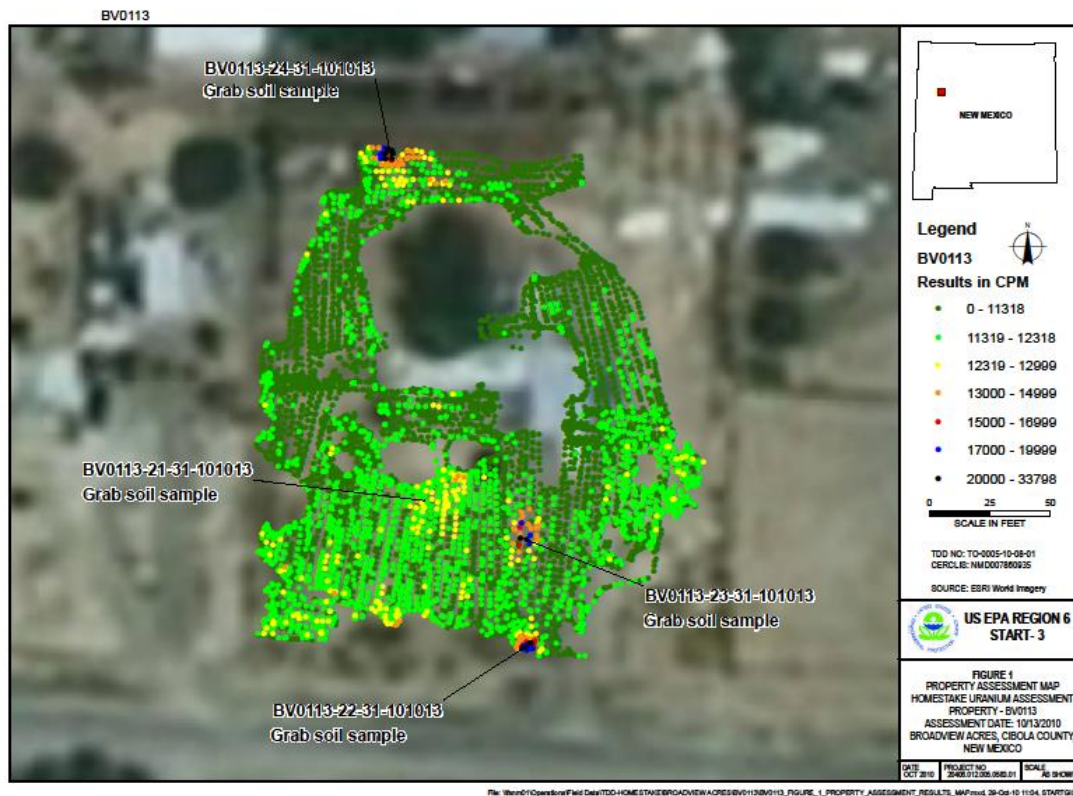 BV0113
BV0113-24-31-101013
Grab soil sample
BV0113-21-31-101013
Grab soil sample
BV0113-23-31-101013
Grab soil sample
BV0113-22-31-101013
Grab soil sample
NEW MEXICO
Legend
N
BV0113
Results in CPM
0 - 11318
11319 - 12318
12319 - 12999
13000 - 14999
15000 - 16999
17000 - 19999
20000 - 33798
0 25 50
SCALE IN FEET
TDD NO: TO-0005-10-08-01
CERCLIS: NMD007860935
SOURCE: ESRI World Imagery
US EPA REGION 6
START- 3
FIGURE 1
PROPERTY ASSESSMENT MAP
HOMESTAKE URANIUM ASSESSMENT
PROPERTY - BV0113
ASSESSMENT DATE: 10/13/2010
BROADVIEW ACRES, CIBOLA COUNTY
NEW MEXICO
DATE
OCT 2010
PROJECT NO
20406.012.005.0583.01
SCALE
AS SHOWN